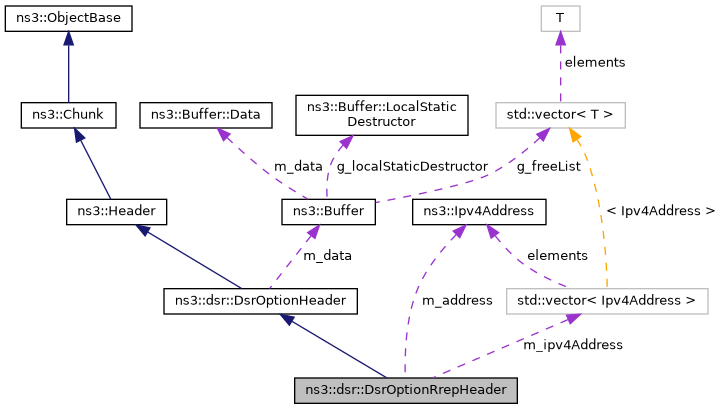 ns3::ObjectBase
T
elements
ns3::Chunk
ns3::Buffer::Data
ns3::Buffer::LocalStatic
Destructor
std::vector< T >
m_data
g_localStaticDestructor
g_freeList
ns3::Header
ns3::Buffer
ns3::Ipv4Address
< Ipv4Address >
m_data
elements
ns3::dsr::DsrOptionHeader
m_address
std::vector< Ipv4Address >
m_ipv4Address
ns3::dsr::DsrOptionRrepHeader